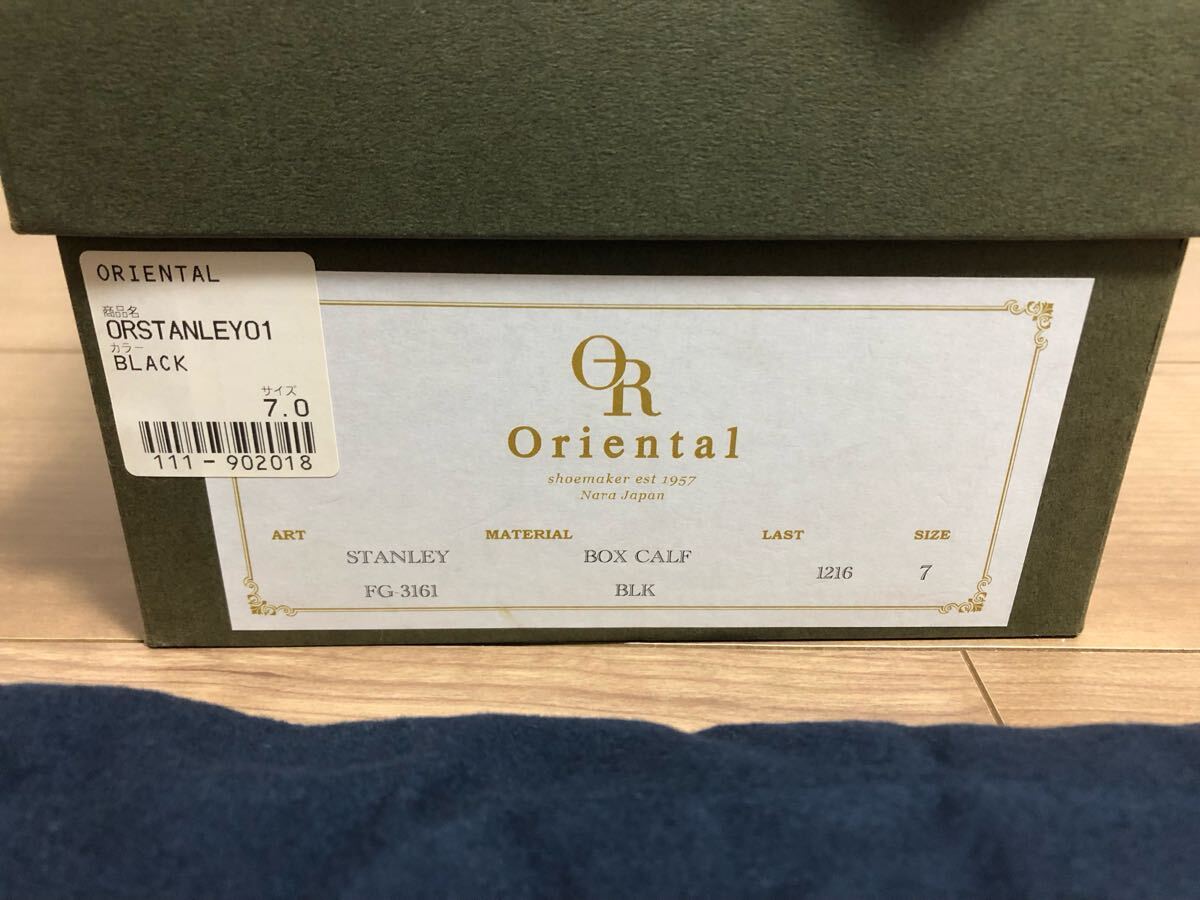 ORIENTAL
商品名
ORSTANLEY01
カラー
BLACK
サイズ
7.0
111-902018
OR
Oriental
shoemaker est 1957
Nara Japan
ART MATERIAL LAST SIZE
STANLEY BOX CALF 1216 7
FG-3161 BLK